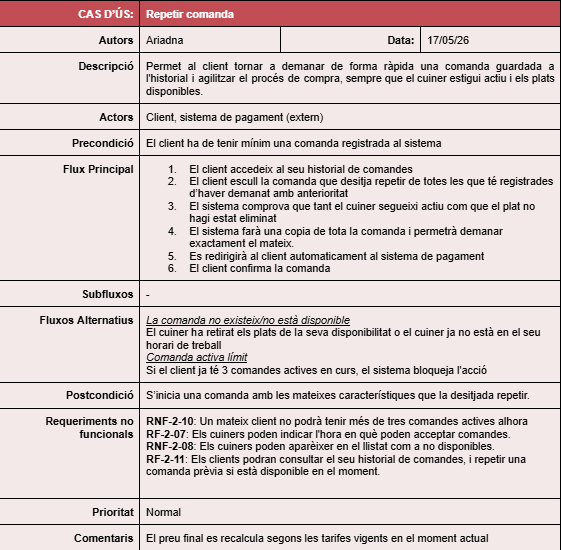 CAS D'ÚS: Repetir comanda
Autors Ariadna Data: 17/05/26
Descripció Permet al client tornar a demanar de forma ràpida una comanda guardada a
l'historial i agilitzar el procés de compra, sempre que el cuiner estigui actiu i els plats
disponibles.
Actors Client, sistema de pagament (extern)
Precondició El client ha de tenir mínim una comanda registrada al sistema
Flux Principal 1. El client accedeix al seu historial de comandes
2. El client escull la comanda que desitja repetir de totes les que té registrades
d'haver demanat amb anterioritat
3. El sistema comprova que tant el cuiner segueixi actiu com que el plat no
hagi estat eliminat
4. El sistema farà una copia de tota la comanda i permetrà demanar
exactament el mateix.
5. Es redirigirà al client automaticament al sistema de pagament
6. El client confirma la comanda
Subfluxos -
Fluxos Alternatius La comanda no existeix/no està disponible
El cuiner ha retirat els plats de la seva disponibilitat o el cuiner ja no està en el seu
horari de treball
Comanda activa límit
Si el client ja té 3 comandes actives en curs, el sistema bloqueja l'acció
Postcondició S'inicia una comanda amb les mateixes característiques que la desitjada repetir.
Requeriments no funcionals RNF-2-10: Un mateix client no podrà tenir més de tres comandes actives alhora
RF-2-07: Els cuiners poden indicar l'hora en què poden acceptar comandes.
RNF-2-08: Els cuiners poden aparèixer en el llistat com a no disponibles.
RF-2-11: Els clients podran consultar el seu historial de comandes, i repetir una
comanda prèvia si està disponible en el moment.
Prioritat Normal
Comentaris El preu final es recalcula segons les tarifes vigents en el moment actual